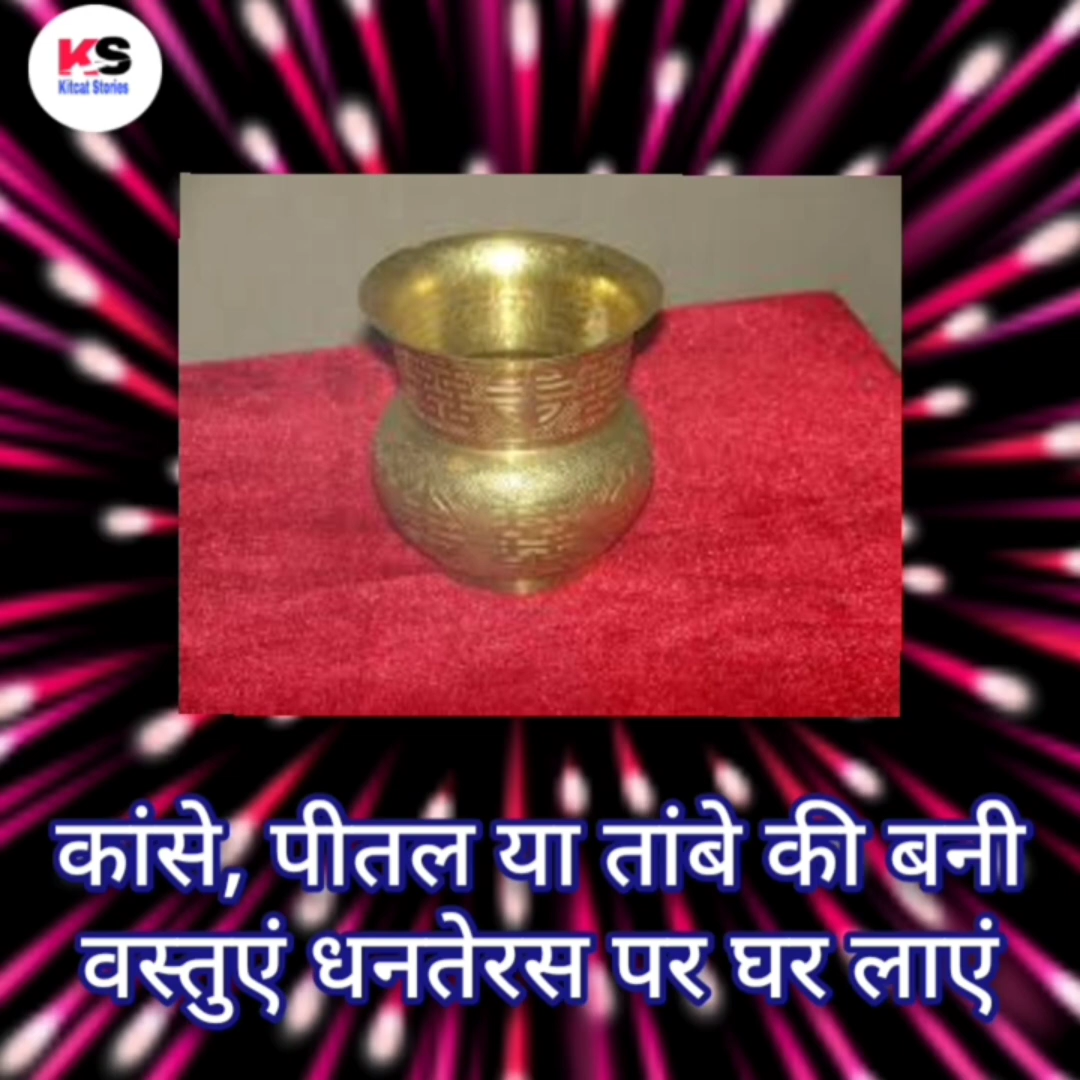 KS
Kitcat Stories
कांसे, पीतल या तांबे की बनी
वस्तुएं धनतेरस पर घर लाएं